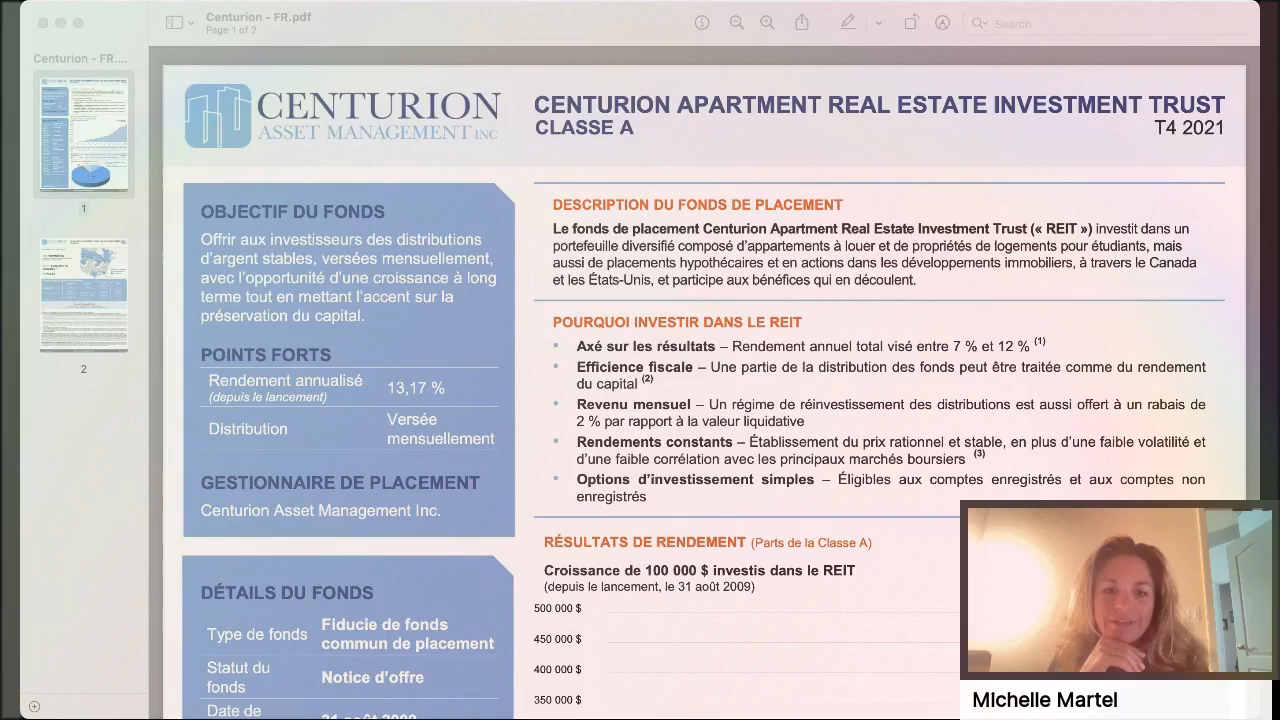 Centurion - FR.pdf
Page 1 of 2
Search
Centurion - FR....
1
2
CENTURION
ASSET MANAGEMENT INC
CENTURION APARTMENT REAL ESTATE INVESTMENT TRUST
CLASSE A
T4 2021
OBJECTIF DU FONDS
Offrir aux investisseurs des distributions
d'argent stables, versées mensuellement,
avec l'opportunité d'une croissance à long
terme tout en mettant l'accent sur la
préservation du capital.
POINTS FORTS
Rendement annualisé
(depuis le lancement)
13,17 %
Distribution
Versée
mensuellement
GESTIONNAIRE DE PLACEMENT
Centurion Asset Management Inc.
DÉTAILS DU FONDS
Type de fonds
Fiducie de fonds
commun de placement
Statut du
fonds
Notice d'offre
Date de
31 août 2009
DESCRIPTION DU FONDS DE PLACEMENT
Le fonds de placement Centurion Apartment Real Estate Investment Trust (« REIT ») investit dans un
portefeuille diversifié composé d'appartements à louer et de propriétés de logements pour étudiants, mais
aussi de placements hypothécaires et en actions dans les développements immobiliers, à travers le Canada
et les États-Unis, et participe aux bénéfices qui en découlent.
POURQUOI INVESTIR DANS LE REIT
• Axé sur les résultats – Rendement annuel total visé entre 7 % et 12 % (1)
• Efficience fiscale – Une partie de la distribution des fonds peut être traitée comme du rendement
du capital (2)
• Revenu mensuel – Un régime de réinvestissement des distributions est aussi offert à un rabais de
2 % par rapport à la valeur liquidative
• Rendements constants – Établissement du prix rationnel et stable, en plus d'une faible volatilité et
d'une faible corrélation avec les principaux marchés boursiers (3)
• Options d'investissement simples – Éligibles aux comptes enregistrés et aux comptes non
enregistrés
RÉSULTATS DE RENDEMENT (Parts de la Classe A)
Croissance de 100 000 $ investis dans le REIT
(depuis le lancement, le 31 août 2009)
500 000 $
450 000 $
400 000 $
350 000 $
Michelle Martel